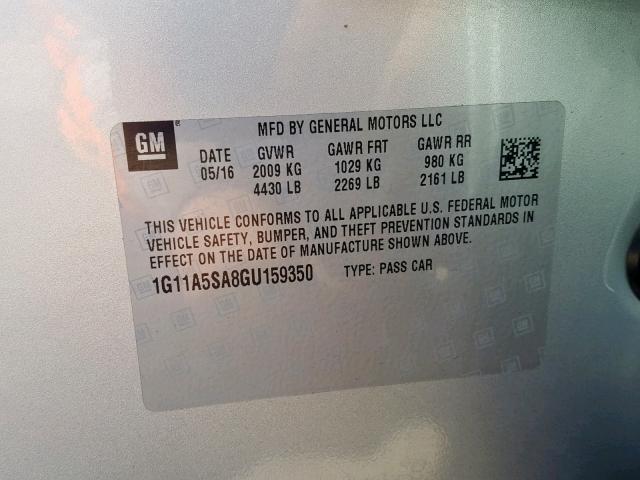 GM ®
MFD BY GENERAL MOTORS LLC
DATE GVWR GAWR FRT GAWR RR
05/16 2009 KG 1029 KG 980 KG
4430 LB 2269 LB 2161 LB
THIS VEHICLE CONFORMS TO ALL APPLICABLE U.S. FEDERAL MOTOR
VEHICLE SAFETY, BUMPER, AND THEFT PREVENTION STANDARDS IN
EFFECT ON THE DATE OF MANUFACTURE SHOWN ABOVE.
1G11A5SA8GU159350 TYPE: PASS CAR